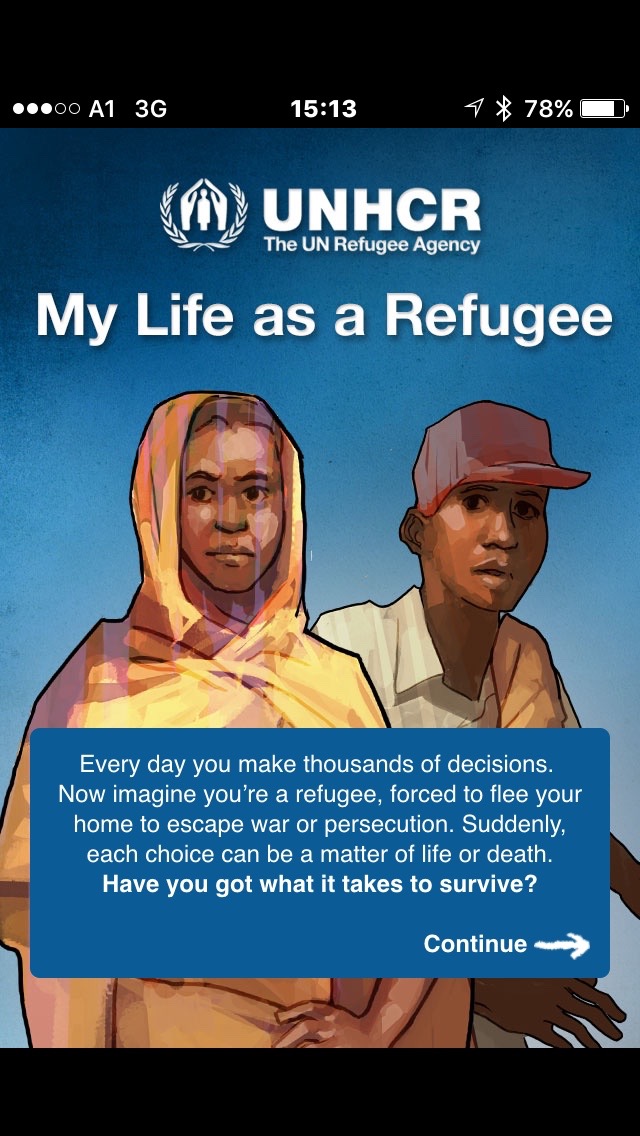 A1 3G 15:13 78%
UNHCR
The UN Refugee Agency
My Life as a Refugee
Every day you make thousands of decisions.
Now imagine you’re a refugee, forced to flee your
home to escape war or persecution. Suddenly,
each choice can be a matter of life or death.
Have you got what it takes to survive?
Continue